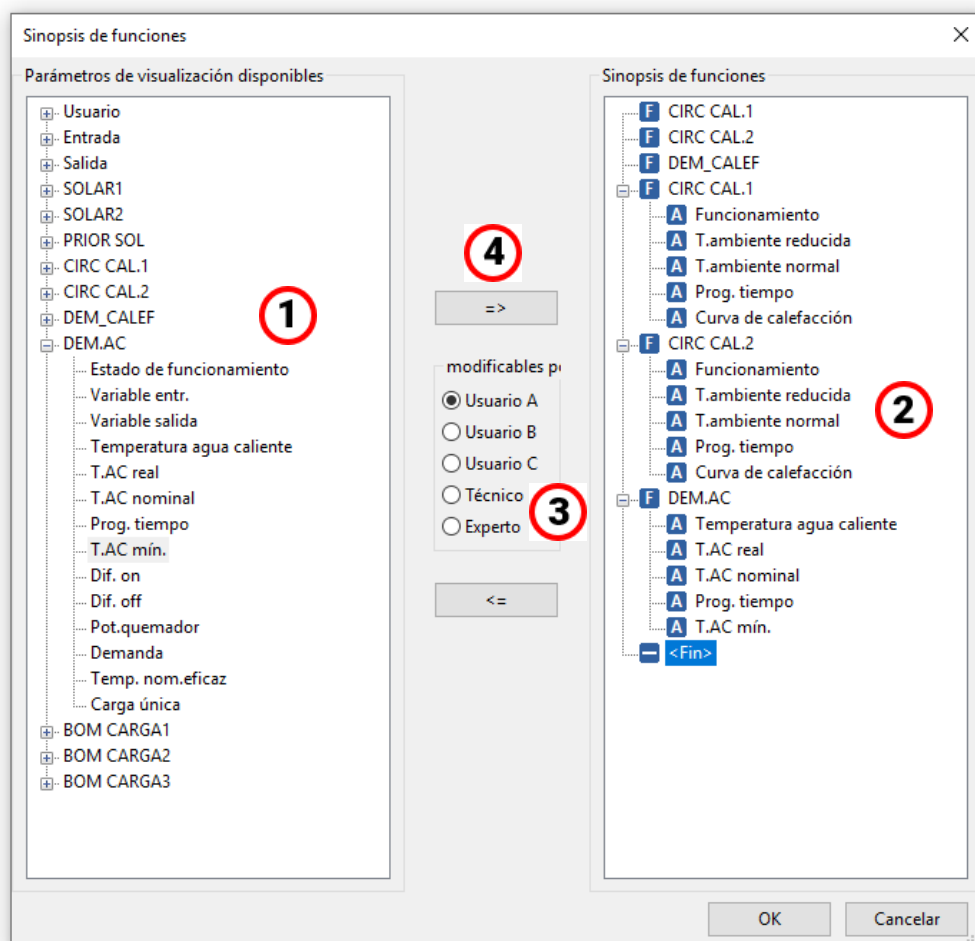 Sinopsis de funciones
Parámetros de visualización disponibles
Usuario
Entrada
Salida
SOLAR1
SOLAR2
PRIOR SOL
CIRC CAL.1
CIRC CAL.2
DEM_CALEF
1
DEM.AC
Estado de funcionamiento
Variable entr.
Variable salida
Temperatura agua caliente
T.AC real
T.AC nominal
Prog. tiempo
T.AC mín.
Dif. on
Dif. off
Pot.quemador
Demanda
Temp. nom.eficaz
Carga única
BOM CARGA1
BOM CARGA2
BOM CARGA3
4
=>
modificables p
Usuario A
Usuario B
Usuario C
Técnico
Experto
3
<=
Sinopsis de funciones
F CIRC CAL.1
F CIRC CAL.2
F DEM_CALEF
F CIRC CAL.1
A Funcionamiento
A T.ambiente reducida
A T.ambiente normal
A Prog. tiempo
A Curva de calefacción
F CIRC CAL.2
A Funcionamiento
A T.ambiente reducida
A T.ambiente normal
2
A Prog. tiempo
A Curva de calefacción
F DEM.AC
A Temperatura agua caliente
A T.AC real
A T.AC nominal
A Prog. tiempo
A T.AC mín.
<Fin>
OK
Cancelar